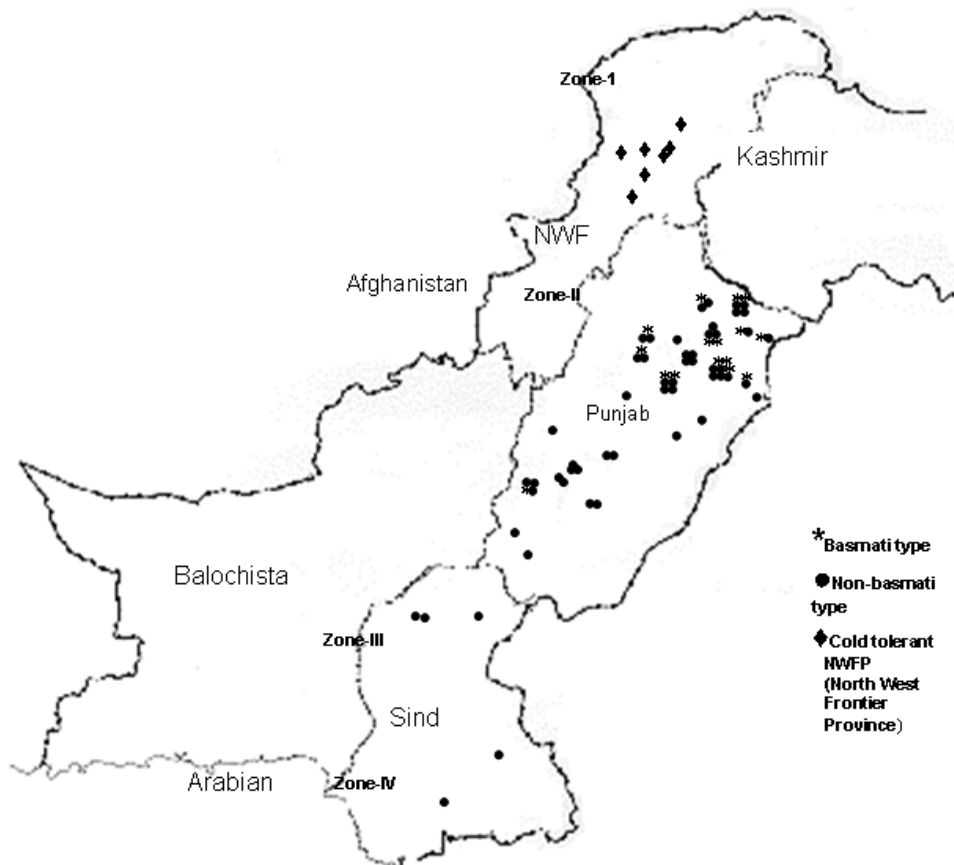 Zone-1
Kashmir
NWF
Afghanistan
Zone-II
Punjab
*Basmati type
Non-basmati
type
Balochista
Cold tolerant
NWFP
(North West
Frontier
Province)
Zone-III
Sind
Arabian
Zone-IV